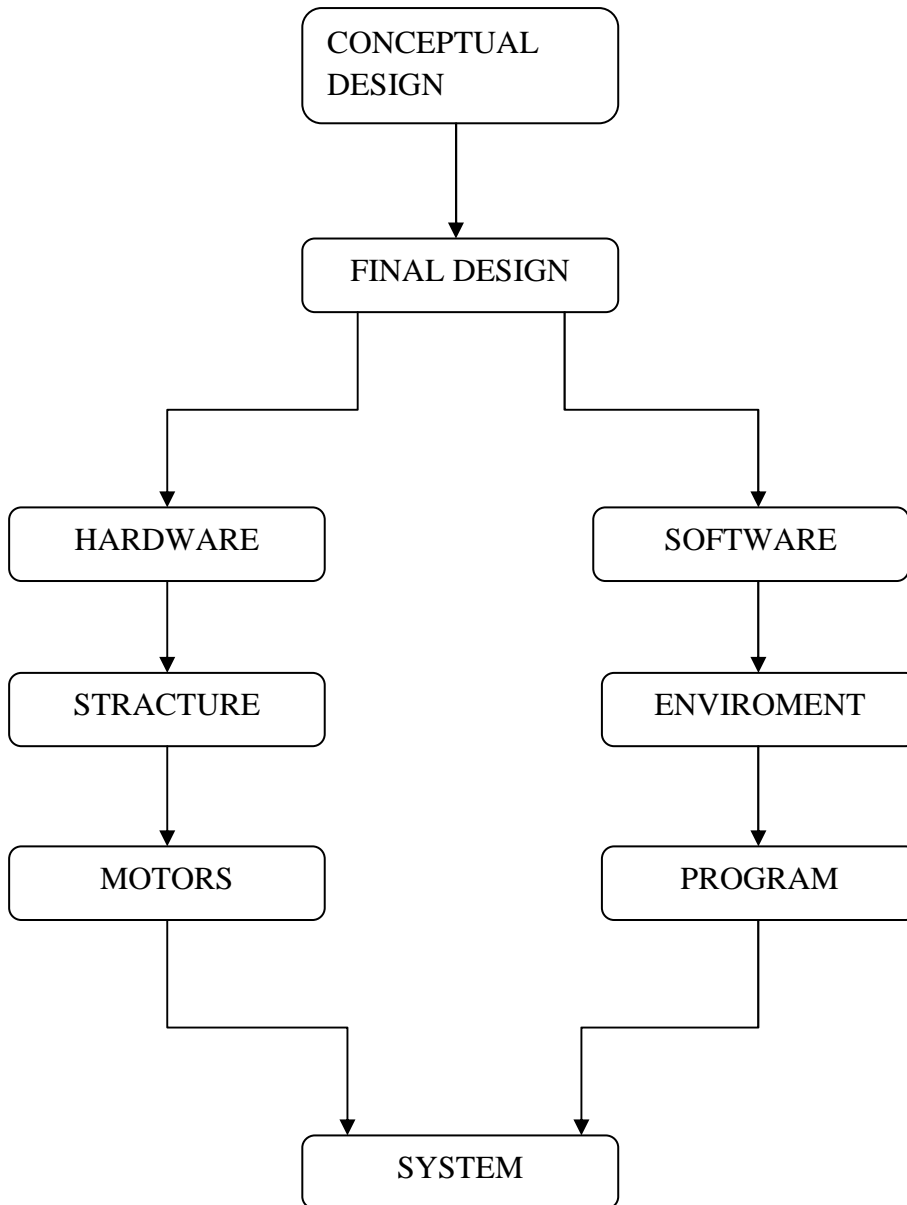 CONCEPTUAL
DESIGN
FINAL DESIGN
HARDWARE
SOFTWARE
STRACTURE
ENVIROMENT
MOTORS
PROGRAM
SYSTEM